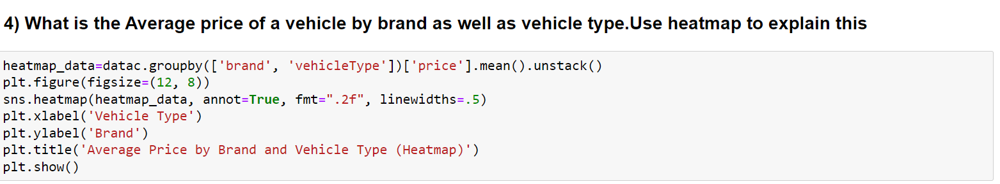 4) What is the Average price of a vehicle by brand as well as vehicle type.Use heatmap to explain this
heatmap_data=datac.groupby(['brand', 'vehicleType'])['price'].mean().unstack()
plt.figure(figsize=(12, 8))
sns.heatmap(heatmap_data, annot=True, fmt=".2f", linewidths=.5)
plt.xlabel('Vehicle Type')
plt.ylabel('Brand')
plt.title('Average Price by Brand and Vehicle Type (Heatmap)')
plt.show()